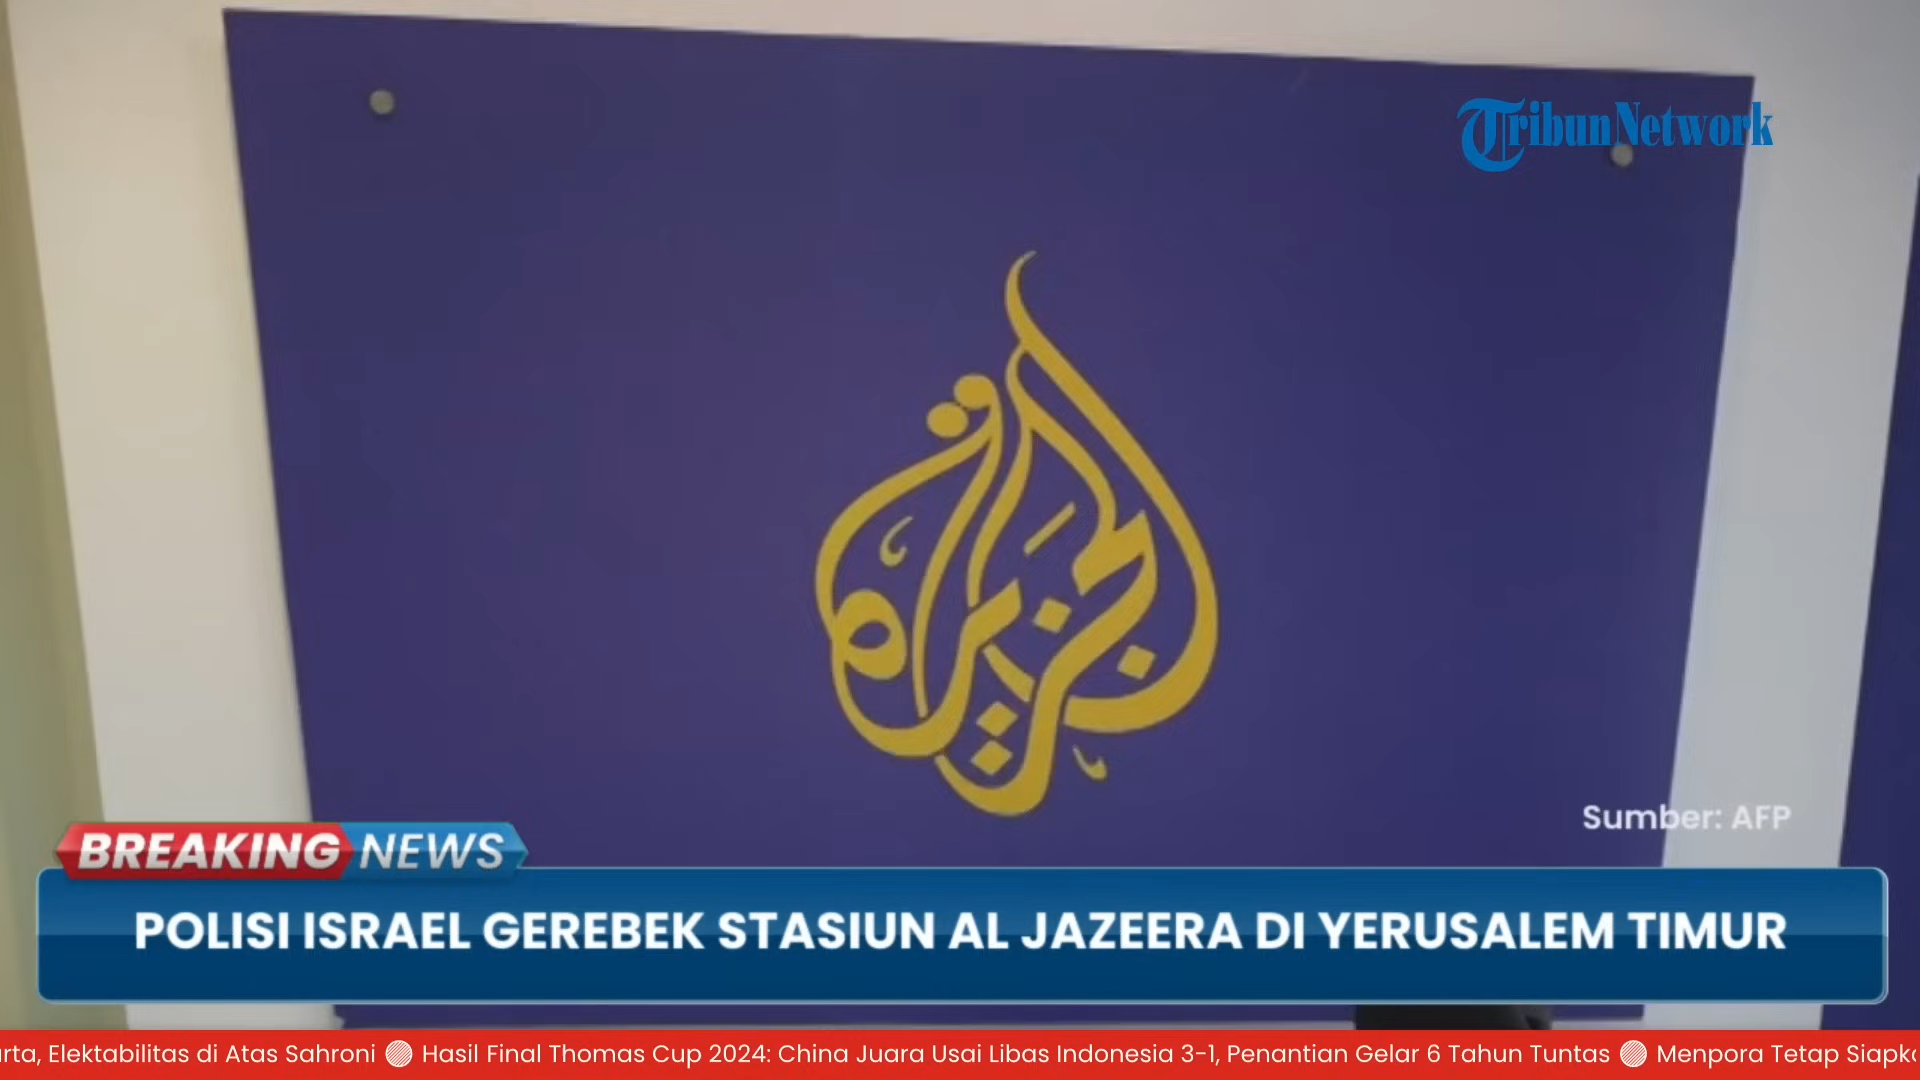 TribunNetwork
الجزيرة
Sumber: AFP
BREAKING NEWS
POLISI ISRAEL GEREBEK STASIUN AL JAZEERA DI YERUSALEM TIMUR
rta, Elektabilitas di Atas Sahroni Hasil Final Thomas Cup 2024: China Juara Usai Libas Indonesia 3-1, Penantian Gelar 6 Tahun Tuntas Menpora Tetap Siapk